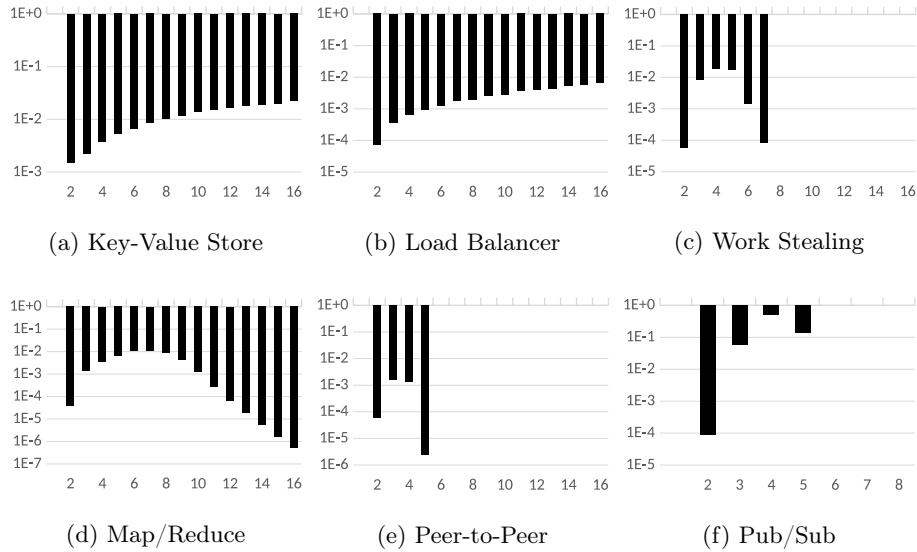 1E+0
1E-1
1E-2
1E-3
2 4 6 8 10 12 14 16
(a) Key-Value Store
1E+0
1E-1
1E-2
1E-3
1E-4
1E-5
2 4 6 8 10 12 14 16
(b) Load Balancer
1E+0
1E-1
1E-2
1E-3
1E-4
1E-5
2 4 6 8 10 12 14 16
(c) Work Stealing
1E+0
1E-1
1E-2
1E-3
1E-4
1E-5
1E-6
1E-7
2 4 6 8 10 12 14 16
(d) Map/Reduce
1E+0
1E-1
1E-2
1E-3
1E-4
1E-5
1E-6
2 4 6 8 10 12 14 16
(e) Peer-to-Peer
1E+0
1E-1
1E-2
1E-3
1E-4
1E-5
2 3 4 5 6 7 8
(f) Pub/Sub